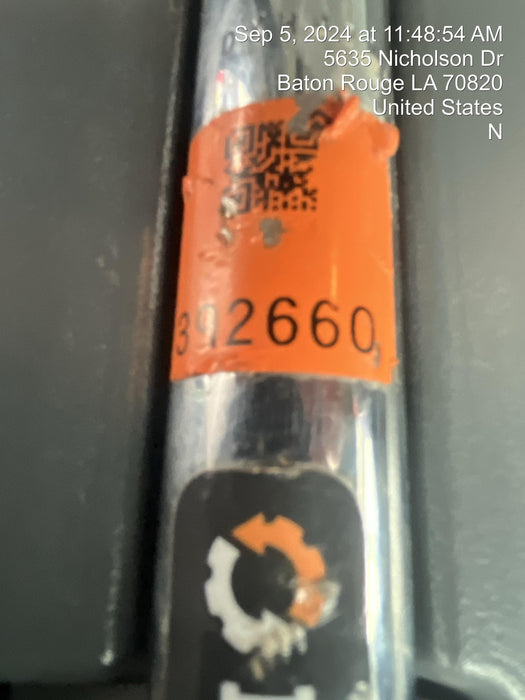 Sep 5, 2024 at 11:48:54 AM
5635 Nicholson Dr
Baton Rouge LA 70820
United States
N
392660